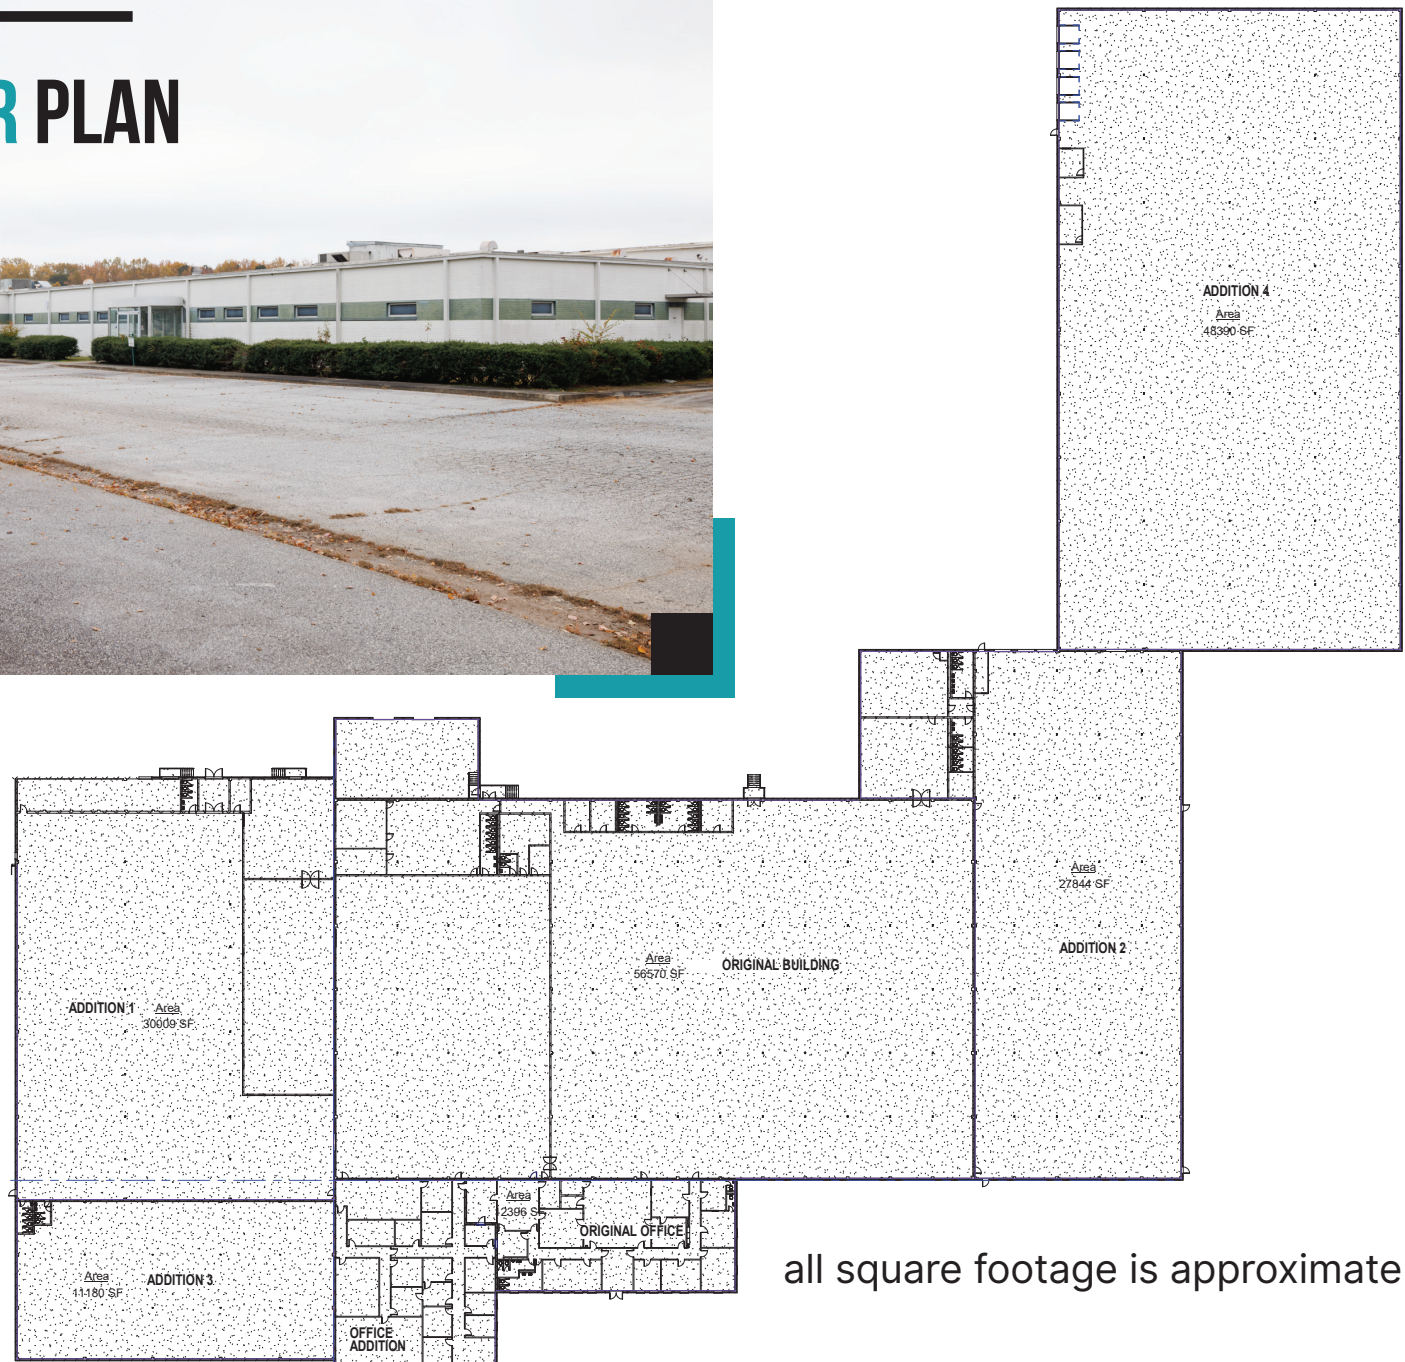 R PLAN
ADDITION 4
Area
48390 SF
Area
27844 SF
ADDITION 2
Area
56570 SF
ORIGINAL BUILDING
ADDITION 1
Area
30009 SF
Area
2396 SF
ORIGINAL OFFICE
Area
11180 SF
ADDITION 3
OFFICE
ADDITION
all square footage is approximate